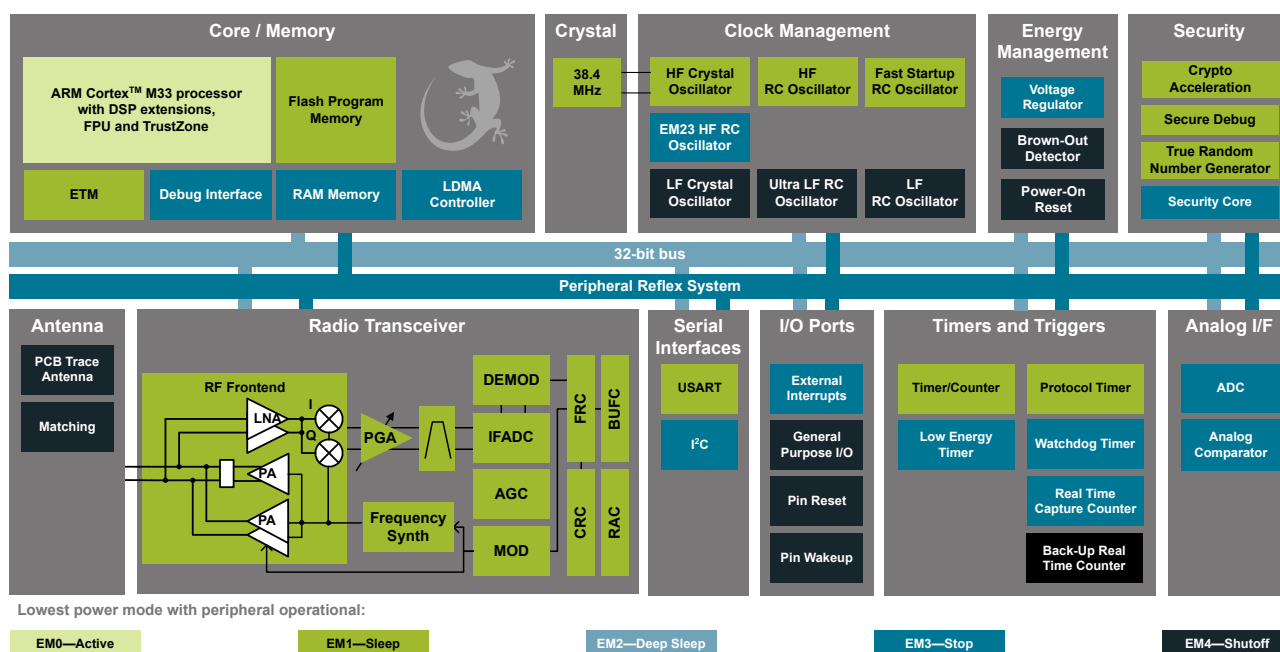 Core / Memory
ARM Cortex™ M33 processor
with DSP extensions,
FPU and TrustZone
Flash Program
Memory
ETM
Debug Interface
RAM Memory
LDMA
Controller
Crystal
38.4
MHz
Clock Management
HF Crystal
Oscillator
HF
RC Oscillator
Fast Startup
RC Oscillator
EM23 HF RC
Oscillator
LF Crystal
Oscillator
Ultra LF RC
Oscillator
LF
RC Oscillator
Energy
Management
Voltage
Regulator
Brown-Out
Detector
Power-On
Reset
Security
Crypto
Acceleration
Secure Debug
True Random
Number Generator
Security Core
32-bit bus
Peripheral Reflex System
Antenna
PCB Trace
Antenna
Matching
Radio Transceiver
RF Frontend
LNA
I
Q
PA
PA
PGA
Frequency
Synth
DEMOD
IFADC
AGC
MOD
FRC
BUFC
CRC
RAC
Serial
Interfaces
USART
I²C
I/O Ports
External
Interrupts
General
Purpose I/O
Pin Reset
Pin Wakeup
Timers and Triggers
Timer/Counter
Protocol Timer
Low Energy
Timer
Watchdog Timer
Real Time
Capture Counter
Back-Up Real
Time Counter
Analog I/F
ADC
Analog
Comparator
Lowest power mode with peripheral operational:
EM0—Active
EM1—Sleep
EM2—Deep Sleep
EM3—Stop
EM4—Shutoff